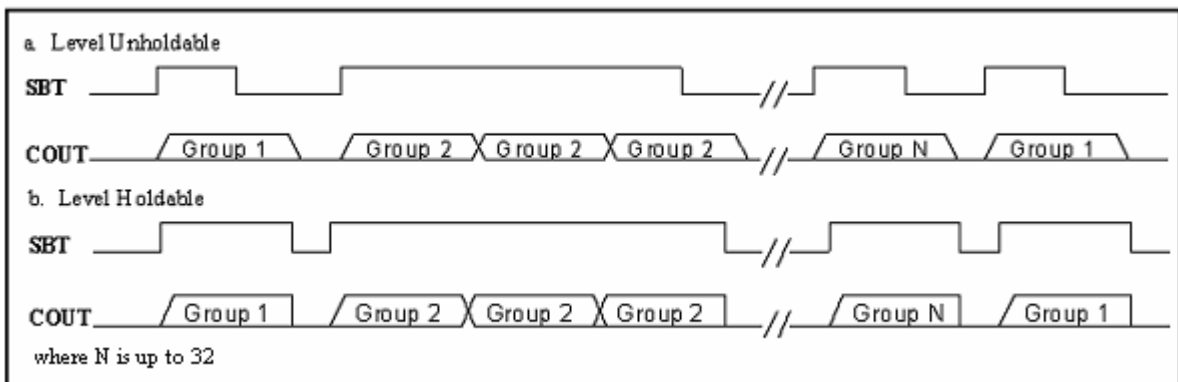 a. Level Unholdable
SBT
//
COUT
Group 1 Group 2 Group 2 Group 2 // Group N Group 1
b. Level Holdable
SBT
//
COUT
Group 1 Group 2 Group 2 Group 2 // Group N Group 1
where N is up to 32